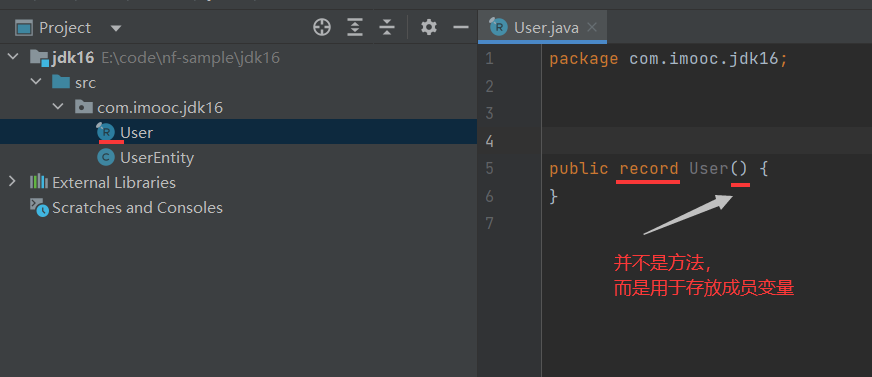 Project
jdk16 E:\code\nf-sample\jdk16
src
com.imooc.jdk16
R User
C UserEntity
External Libraries
Scratches and Consoles
R User.java
1 package com.imooc.jdk16;
2
3
4
5 public record User() {
6 }
7
并不是方法，
而是用于存放成员变量